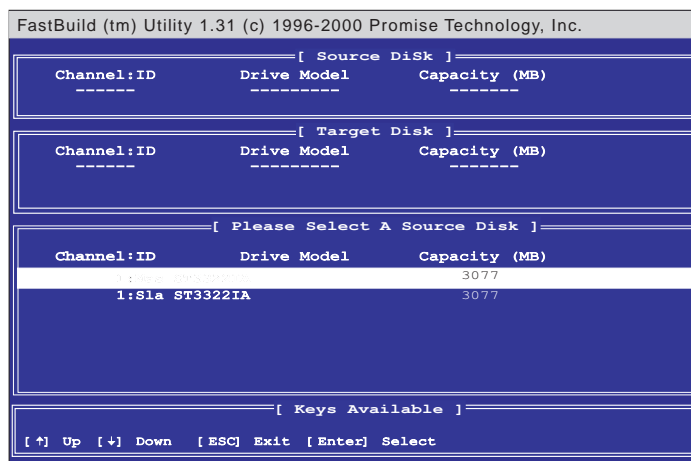 FastBuild (tm) Utility 1.31 (c) 1996-2000 Promise Technology, Inc.
[ Source DiSk ]
Channel:ID Drive Model Capacity (MB)
------ --------- -------
[ Target Disk ]
Channel:ID Drive Model Capacity (MB)
------ --------- -------
[ Please Select A Source Disk ]
Channel:ID Drive Model Capacity (MB)
3077
1:Sla ST3322IA 3077
[ Keys Available ]
[↑] Up [↓] Down [ESC] Exit [Enter] Select